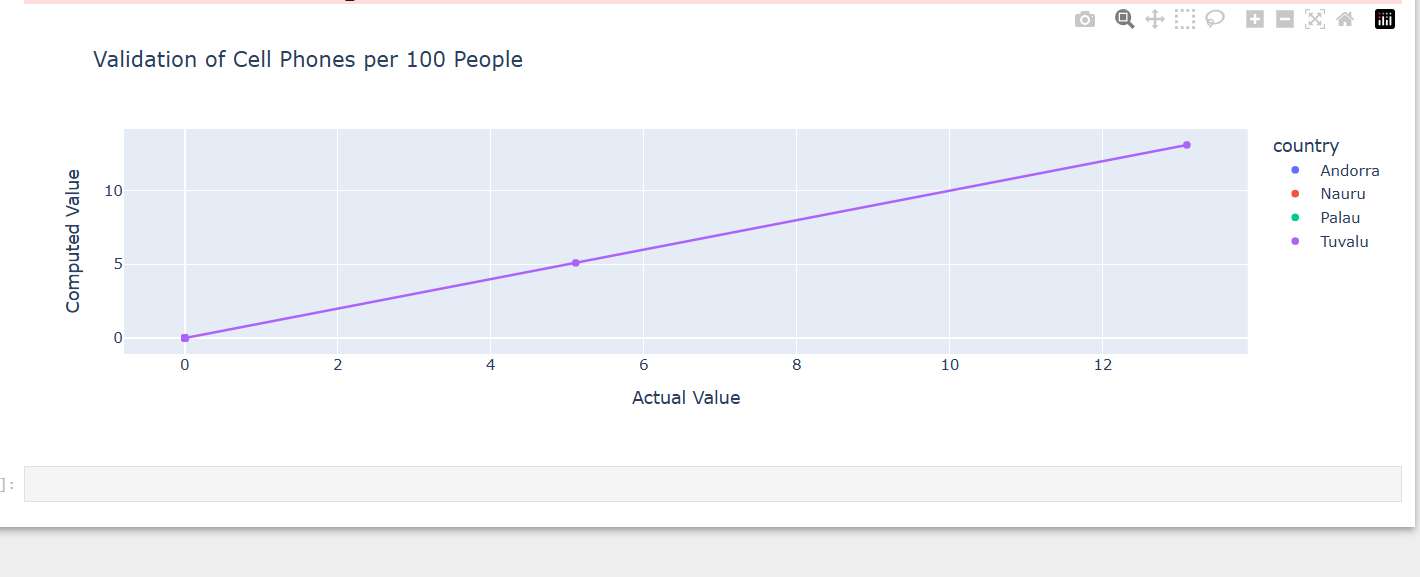 Validation of Cell Phones per 100 People
Computed Value
10
5
0
0 2 4 6 8 10 12
Actual Value
country
Andorra
Nauru
Palau
Tuvalu
]: